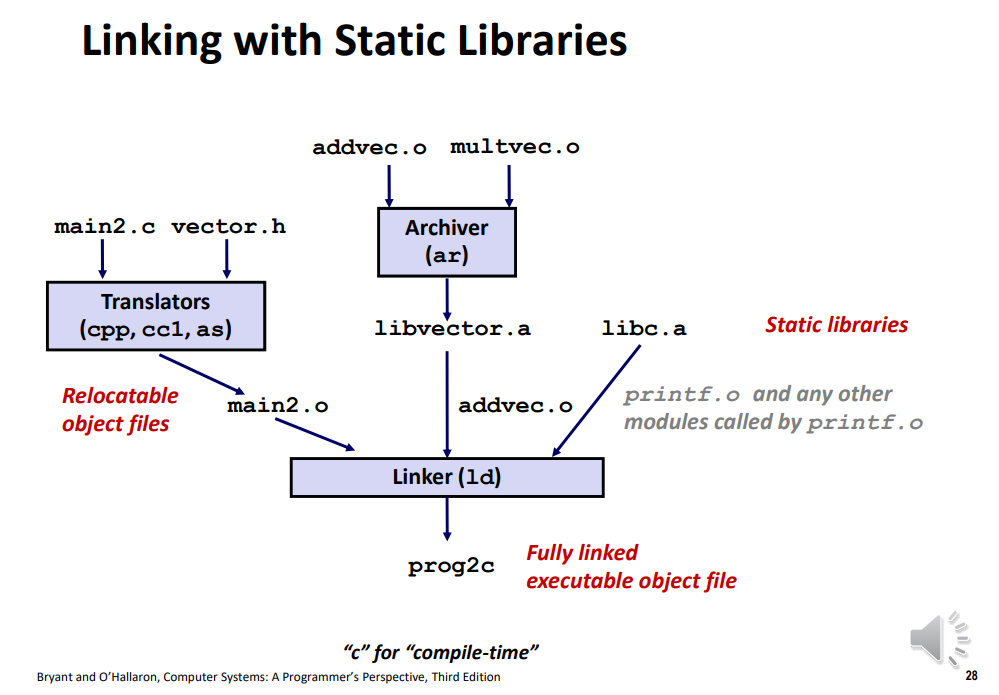 Linking with Static Libraries
addvec.o multvec.o
Archiver
(ar)
main2.c vector.h
Translators
(cpp, cc1, as)
libvector.a
libc.a
Static libraries
Relocatable
object files
main2.o
addvec.o
printf.o and any other
modules called by printf.o
Linker (ld)
prog2c
Fully linked
executable object file
“c” for “compile-time”
Bryant and O’Hallaron, Computer Systems: A Programmer’s Perspective, Third Edition
28